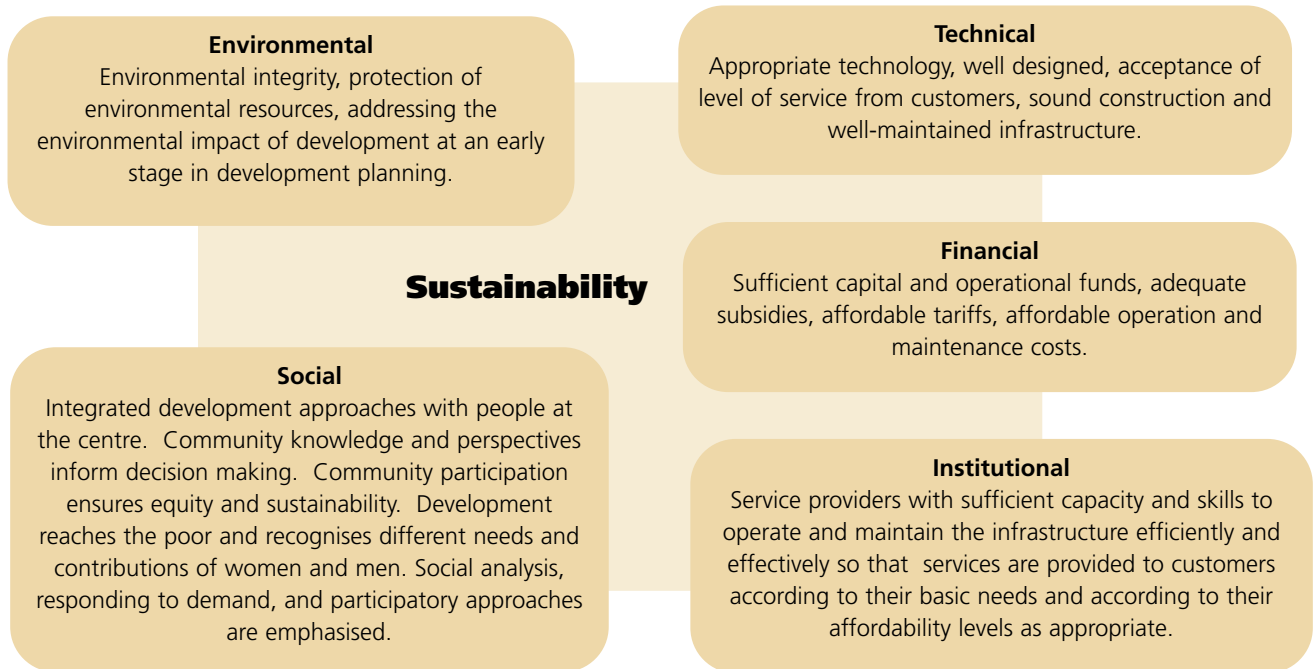 Environmental
Environmental integrity, protection of
environmental resources, addressing the
environmental impact of development at an early
stage in development planning.
Technical
Appropriate technology, well designed, acceptance of
level of service from customers, sound construction and
well-maintained infrastructure.
Sustainability
Financial
Sufficient capital and operational funds, adequate
subsidies, affordable tariffs, affordable operation and
maintenance costs.
Social
Integrated development approaches with people at
the centre.  Community knowledge and perspectives
inform decision making.  Community participation
ensures equity and sustainability.  Development
reaches the poor and recognises different needs and
contributions of women and men. Social analysis,
responding to demand, and participatory approaches
are emphasised.
Institutional
Service providers with sufficient capacity and skills to
operate and maintain the infrastructure efficiently and
effectively so that  services are provided to customers
according to their basic needs and according to their
affordability levels as appropriate.